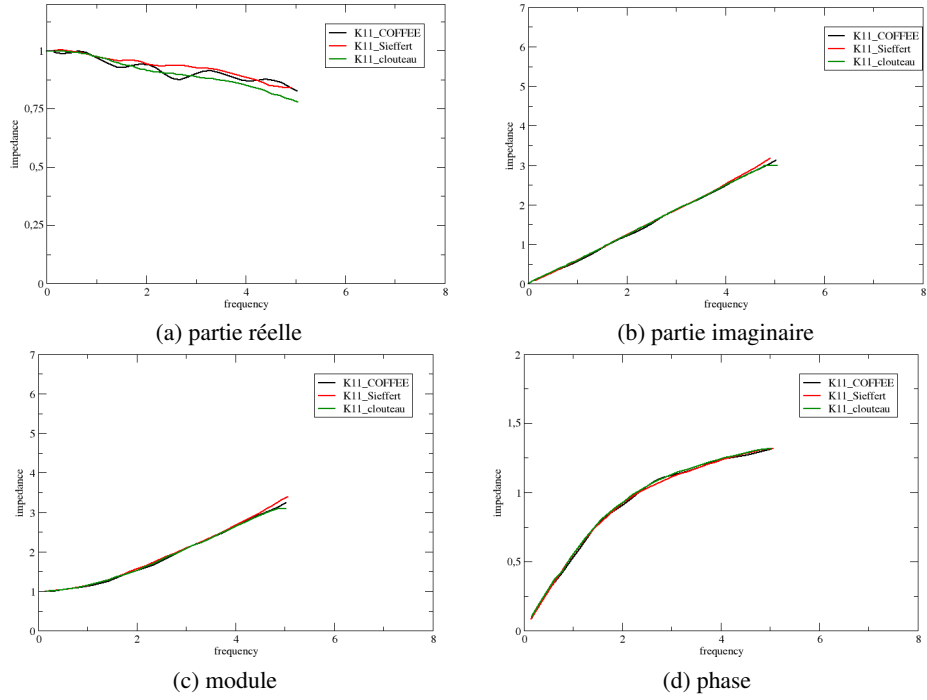 K11_COFFEE
K11_Sieffert
K11_clouteau
impedance
1
0,75
0,5
0,25
0
0 2 4 6 8
frequency
(a) partie réelle
K11_COFFEE
K11_Sieffert
K11_clouteau
impedance
7
6
5
4
3
2
1
0
0 2 4 6 8
frequency
(b) partie imaginaire
K11_COFFEE
K11_Sieffert
K11_clouteau
impedance
7
6
5
4
3
2
1
0
0 2 4 6 8
frequency
(c) module
K11_COFFEE
K11_Sieffert
K11_clouteau
impedance
2
1,5
1
0,5
0
0 2 4 6 8
frequency
(d) phase